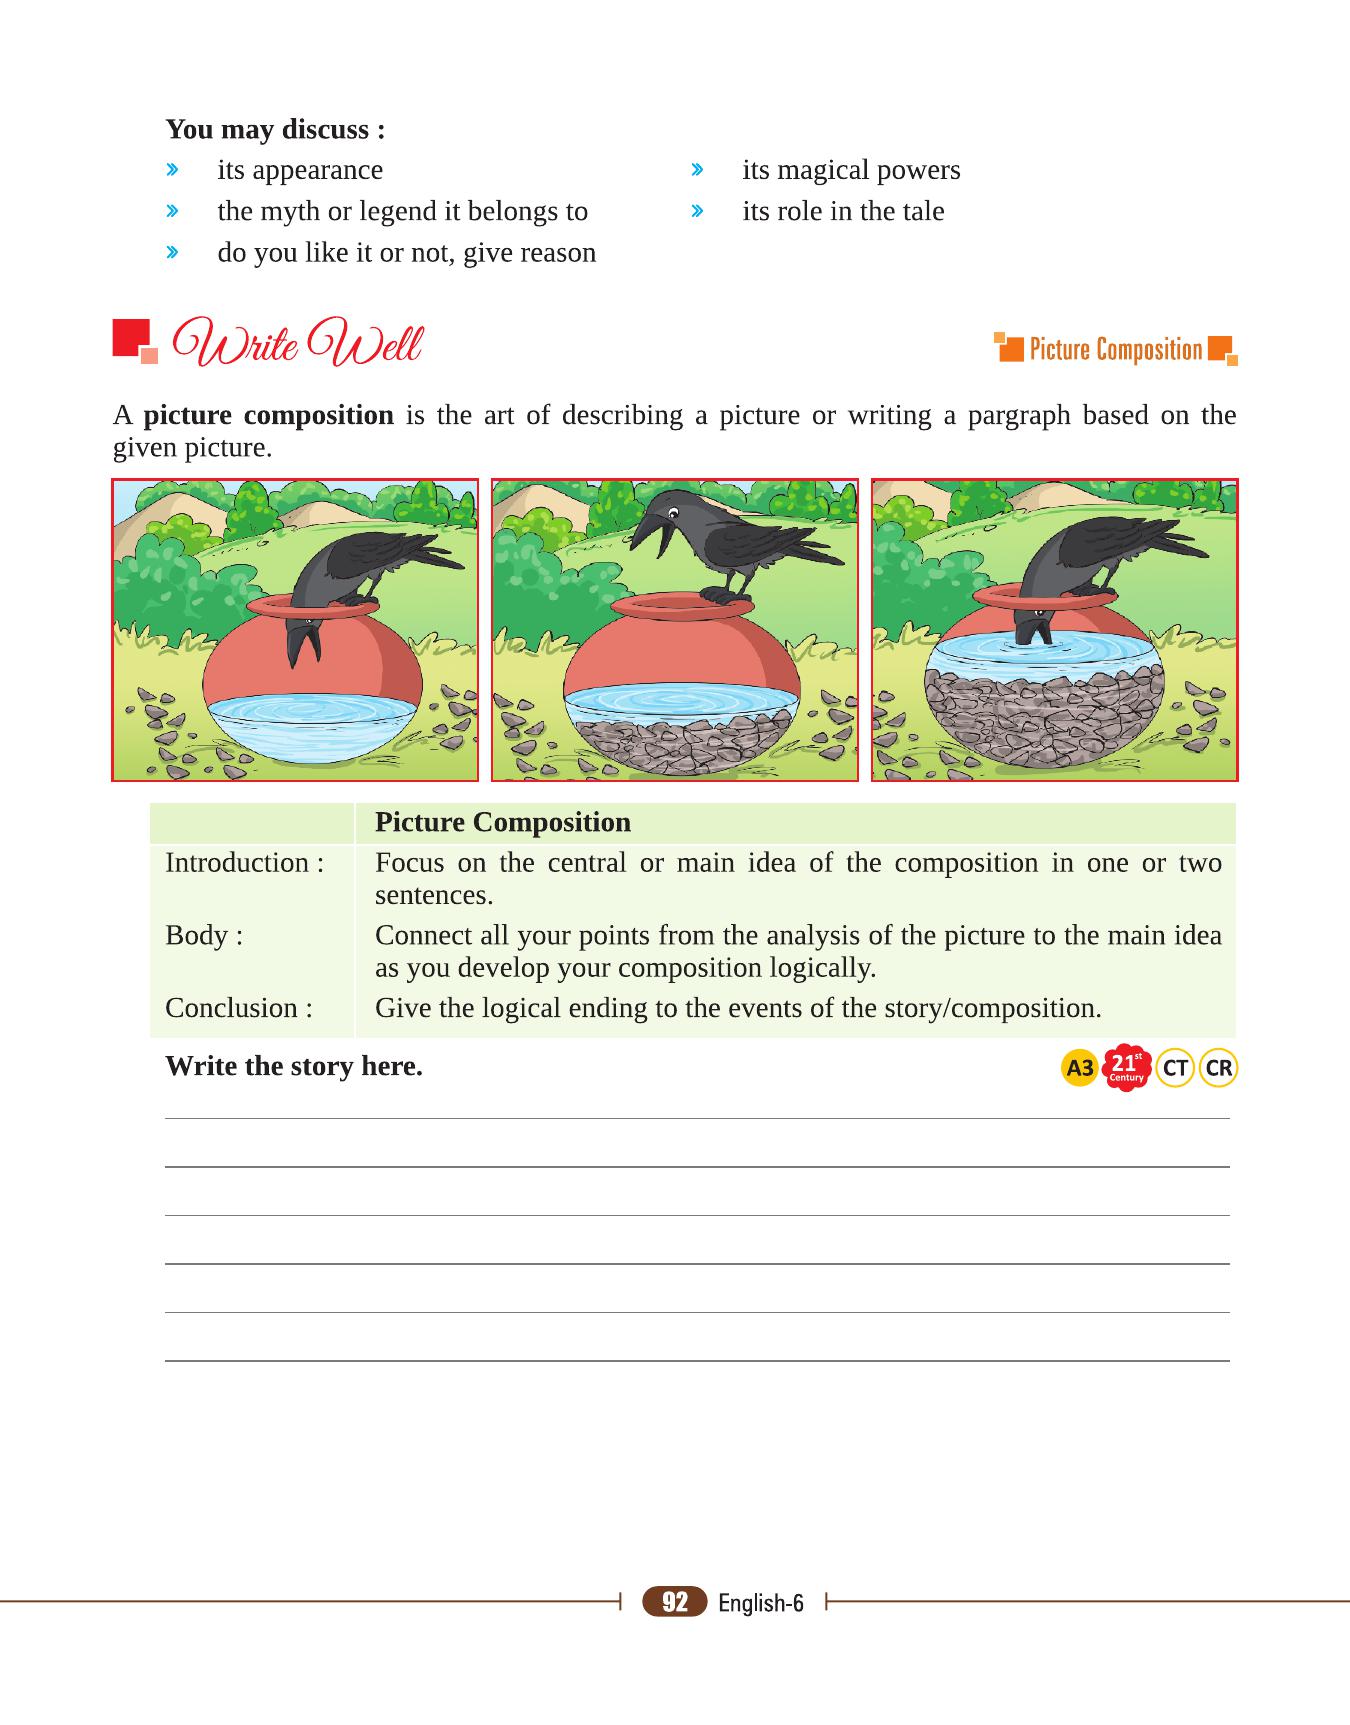 You may discuss :
» its appearance
» its magical powers
» the myth or legend it belongs to
» its role in the tale
» do you like it or not, give reason
Write Well
Picture Composition
A picture composition is the art of describing a picture or writing a pargraph based on the
given picture.
Picture Composition
Introduction : Focus on the central or main idea of the composition in one or two
sentences.
Body : Connect all your points from the analysis of the picture to the main idea
as you develop your composition logically.
Conclusion : Give the logical ending to the events of the story/composition.
Write the story here.
A3 21st Century CT CR
92 English-6